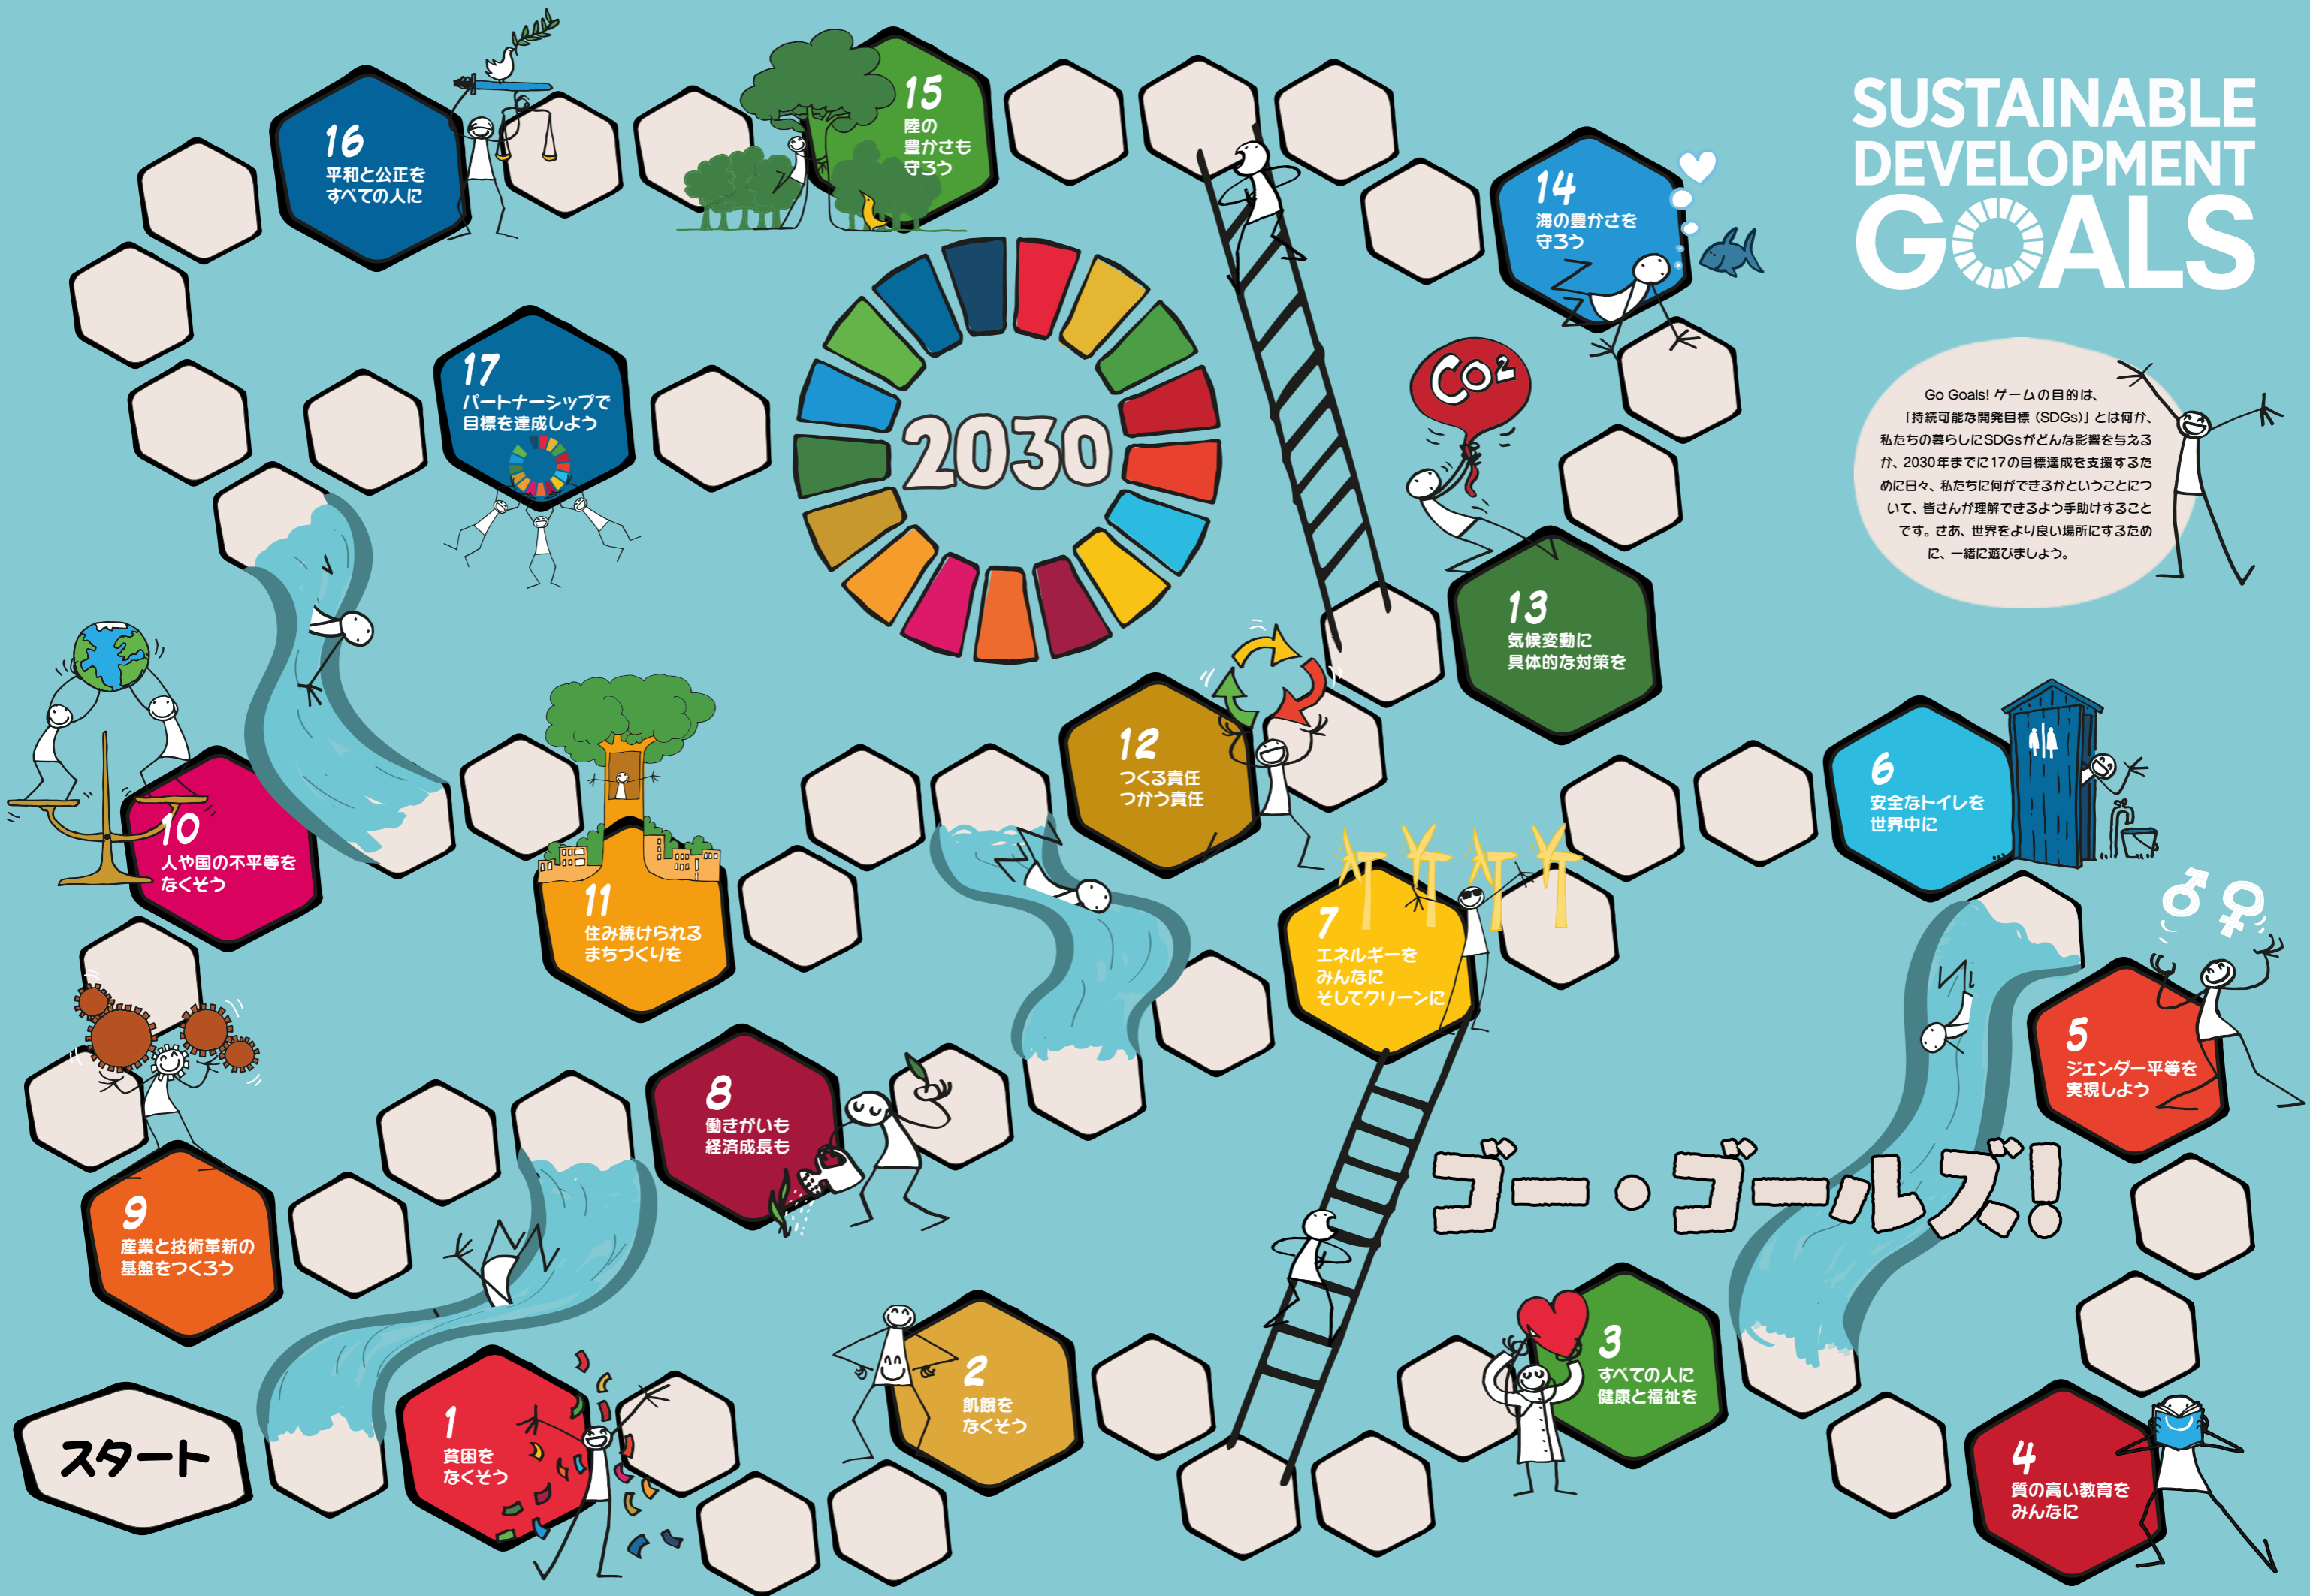 SUSTAINABLE
DEVELOPMENT
GOALS
Go Goals! ゲームの目的は、
「持続可能な開発目標（SDGs）」とは何か、
私たちの暮らしにSDGsがどんな影響を与える
か、2030年までに17の目標達成を支援するた
めに日々、私たちに何ができるかということにつ
いて、皆さんが理解できるよう手助けすること
です。さあ、世界をより良い場所にするため
に、一緒に遊びましょう。
16
平和と公正を
すべての人に
15
陸の
豊かさも
守ろう
14
海の豊かさを
守ろう
17
パートナーシップで
目標を達成しよう
2030
CO2
13
気候変動に
具体的な対策を
12
つくる責任
つかう責任
6
安全なトイレを
世界中に
10
人や国の不平等を
なくそう
11
住み続けられる
まちづくりを
7
エネルギーを
みんなに
そしてクリーンに
5
ジェンダー平等を
実現しよう
8
働きがいも
経済成長も
ゴー・ゴールズ!
9
産業と技術革新の
基盤をつくろう
2
飢餓を
なくそう
3
すべての人に
健康と福祉を
スタート
1
貧困を
なくそう
4
質の高い教育を
みんなに